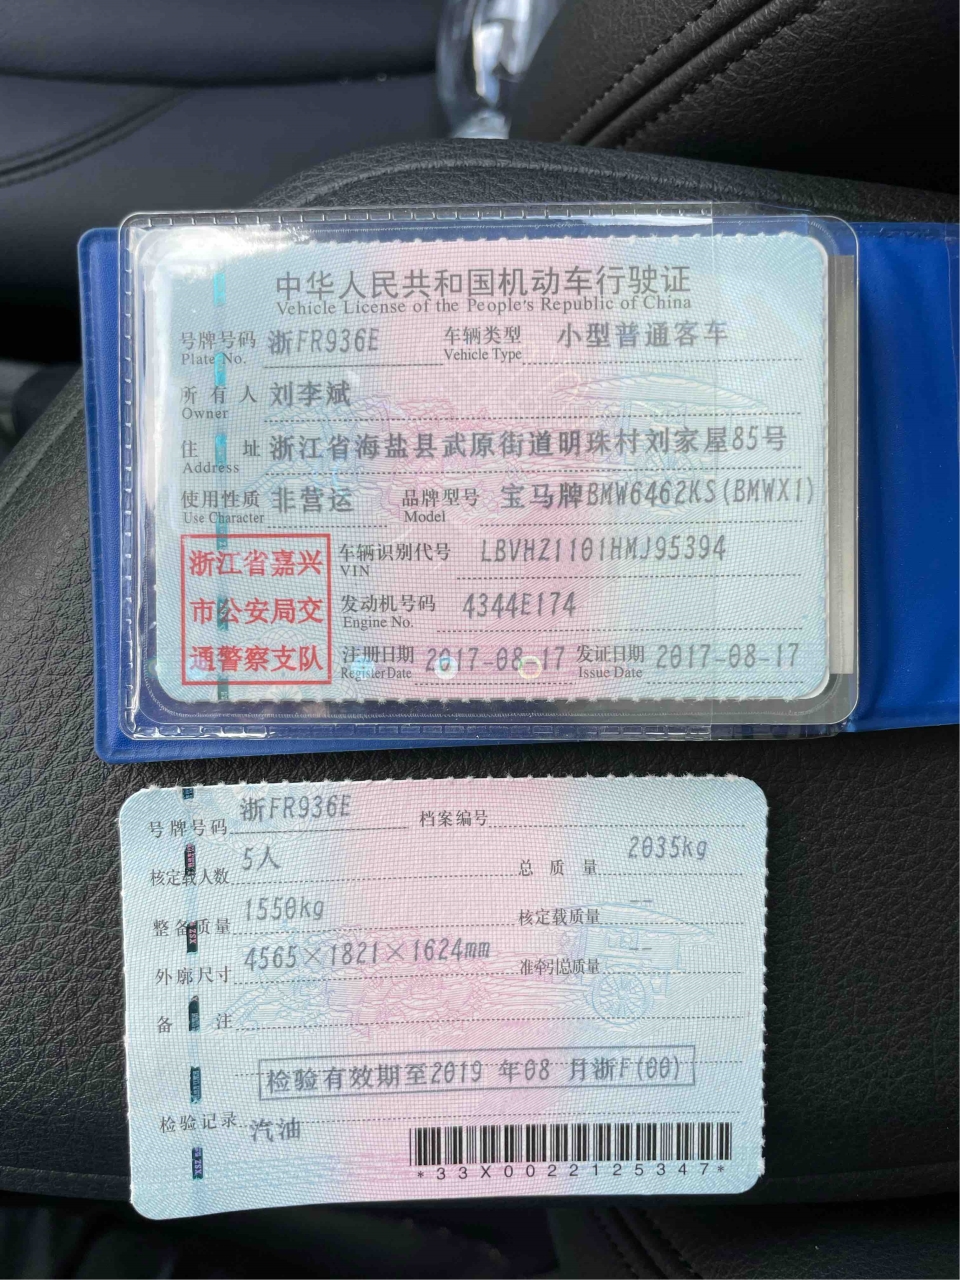 中华人民共和国机动车行驶证
Vehicle License of the People's Republic of China
号牌号码 浙FR936E 车辆类型 小型普通客车
Plate No. Vehicle Type
所有人 刘李斌
Owner
住址 浙江省海盐县武原街道明珠村刘家屋85号
Address
使用性质 非营运 品牌型号 宝马牌BMW6462KS(BMWX1)
Use Character Model
浙江省嘉兴
市公安局交
通警察支队
车辆识别代号 LBVHZ1101HMJ95394
VIN
发动机号码 4344E174
Engine No.
注册日期 2017-08-17 发证日期 2017-08-17
Register Date Issue Date
号牌号码 浙FR936E 档案编号
核定载人数 5人 总质量 2035kg
整备质量 1550kg 核定载质量 --
外廓尺寸 4565×1821×1624mm 准牵引总质量 --
备注
检验有效期至2019 年08 月浙F(00)
检验记录 汽油
*33X0022125347*